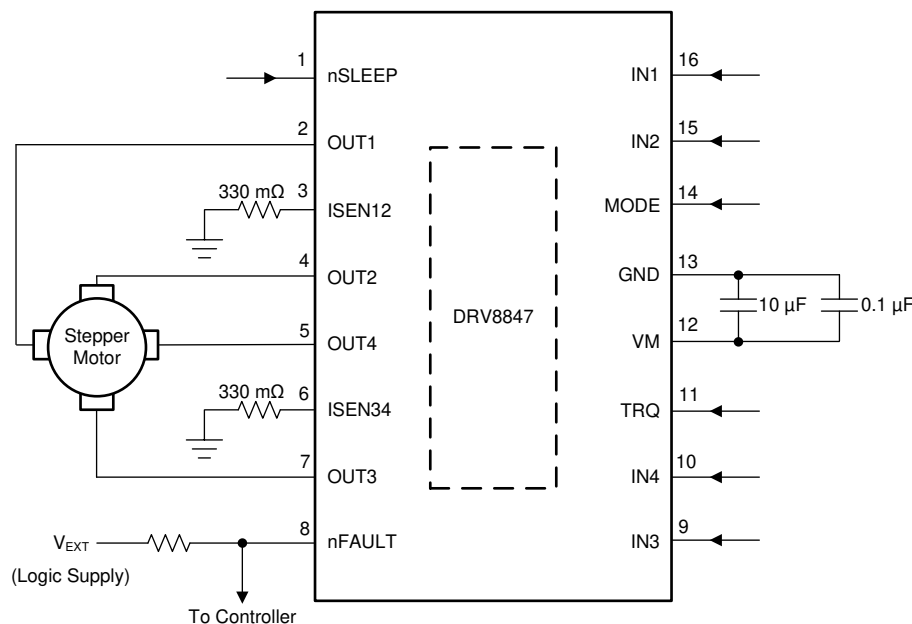 1
nSLEEP
2
OUT1
330 mΩ
3
ISEN12
4
OUT2
Stepper
Motor
5
OUT4
330 mΩ
6
ISEN34
7
OUT3
VEXT
(Logic Supply)
8
nFAULT
To Controller
DRV8847
16
IN1
15
IN2
14
MODE
13
GND
10 µF
0.1 µF
12
VM
11
TRQ
10
IN4
9
IN3